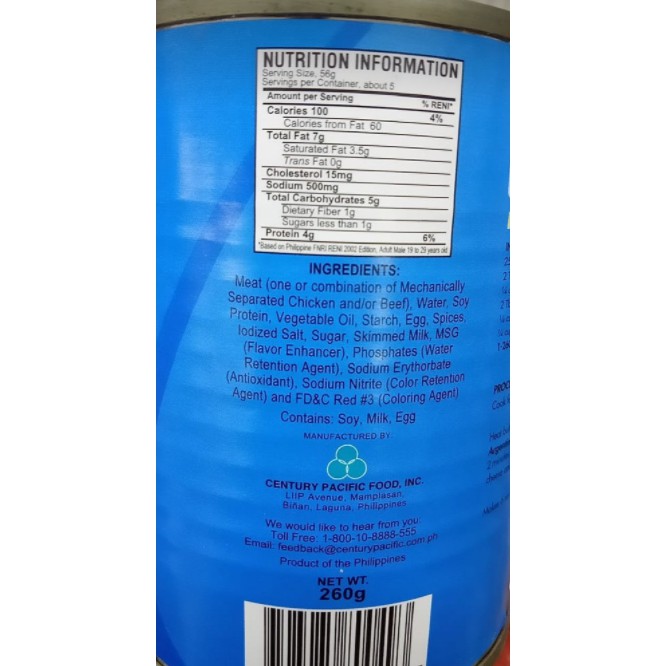 NUTRITION INFORMATION
Serving Size, 56g
Servings per Container, about 5
Amount per Serving % RENI*
Calories 100 4%
Calories from Fat 60
Total Fat 7g
Saturated Fat 3.5g
Trans Fat 0g
Cholesterol 15mg
Sodium 500mg
Total Carbohydrates 5g
Dietary Fiber 1g
Sugars less than 1g
Protein 4g 6%
*Based on Philippine FNRI RENI 2002 Edition, Adult Male 19 to 29 years old
INGREDIENTS:
Meat (one or combination of Mechanically
Separated Chicken and/or Beef), Water, Soy
Protein, Vegetable Oil, Starch, Egg, Spices,
Iodized Salt, Sugar, Skimmed Milk, MSG
(Flavor Enhancer), Phosphates (Water
Retention Agent), Sodium Erythorbate
(Antioxidant), Sodium Nitrite (Color Retention
Agent) and FD&C Red #3 (Coloring Agent)
Contains: Soy, Milk, Egg
MANUFACTURED BY
CENTURY PACIFIC FOOD, INC.
LIIP Avenue, Mamplasan,
Biñan, Laguna, Philippines
We would like to hear from you:
Toll Free: 1-800-10-8888-555
Email: feedback@centurypacific.com.ph
Product of the Philippines
NET WT.
260g